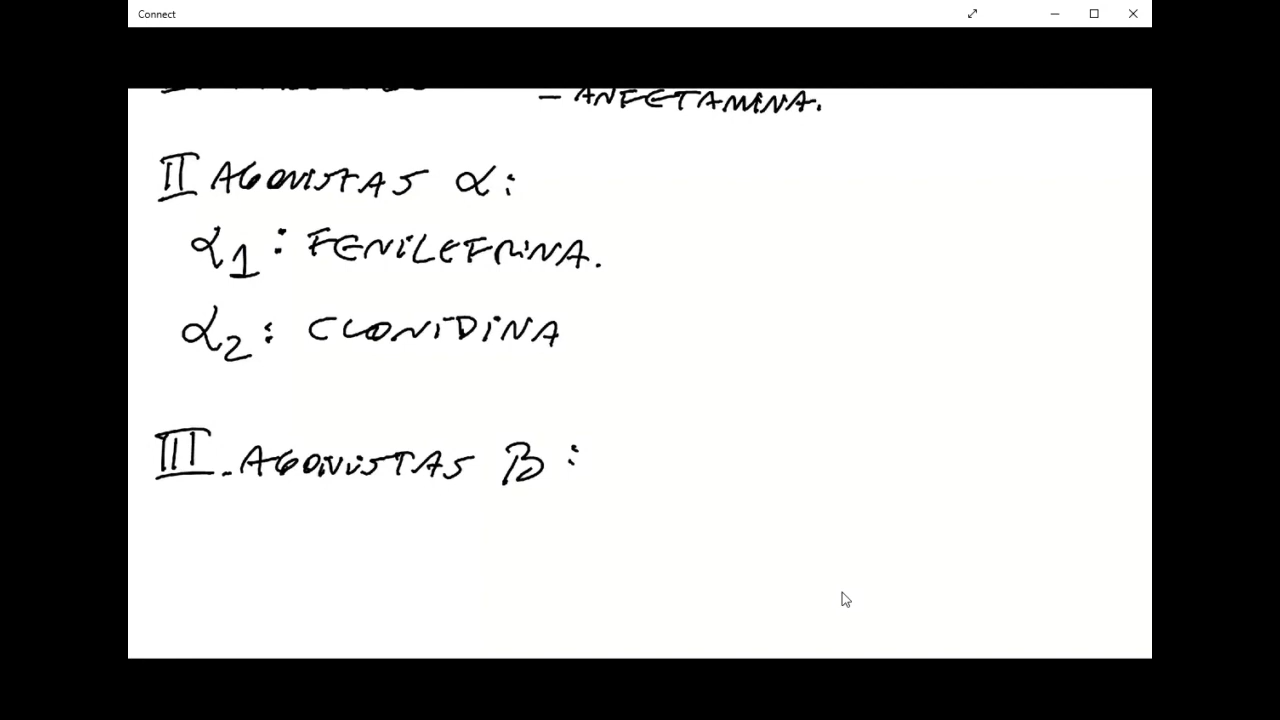 Connect
- ANFETAMINA.
II AGONISTAS α:
α1: FENILEFRINA.
α2: CLONIDINA
III. AGONISTAS β: